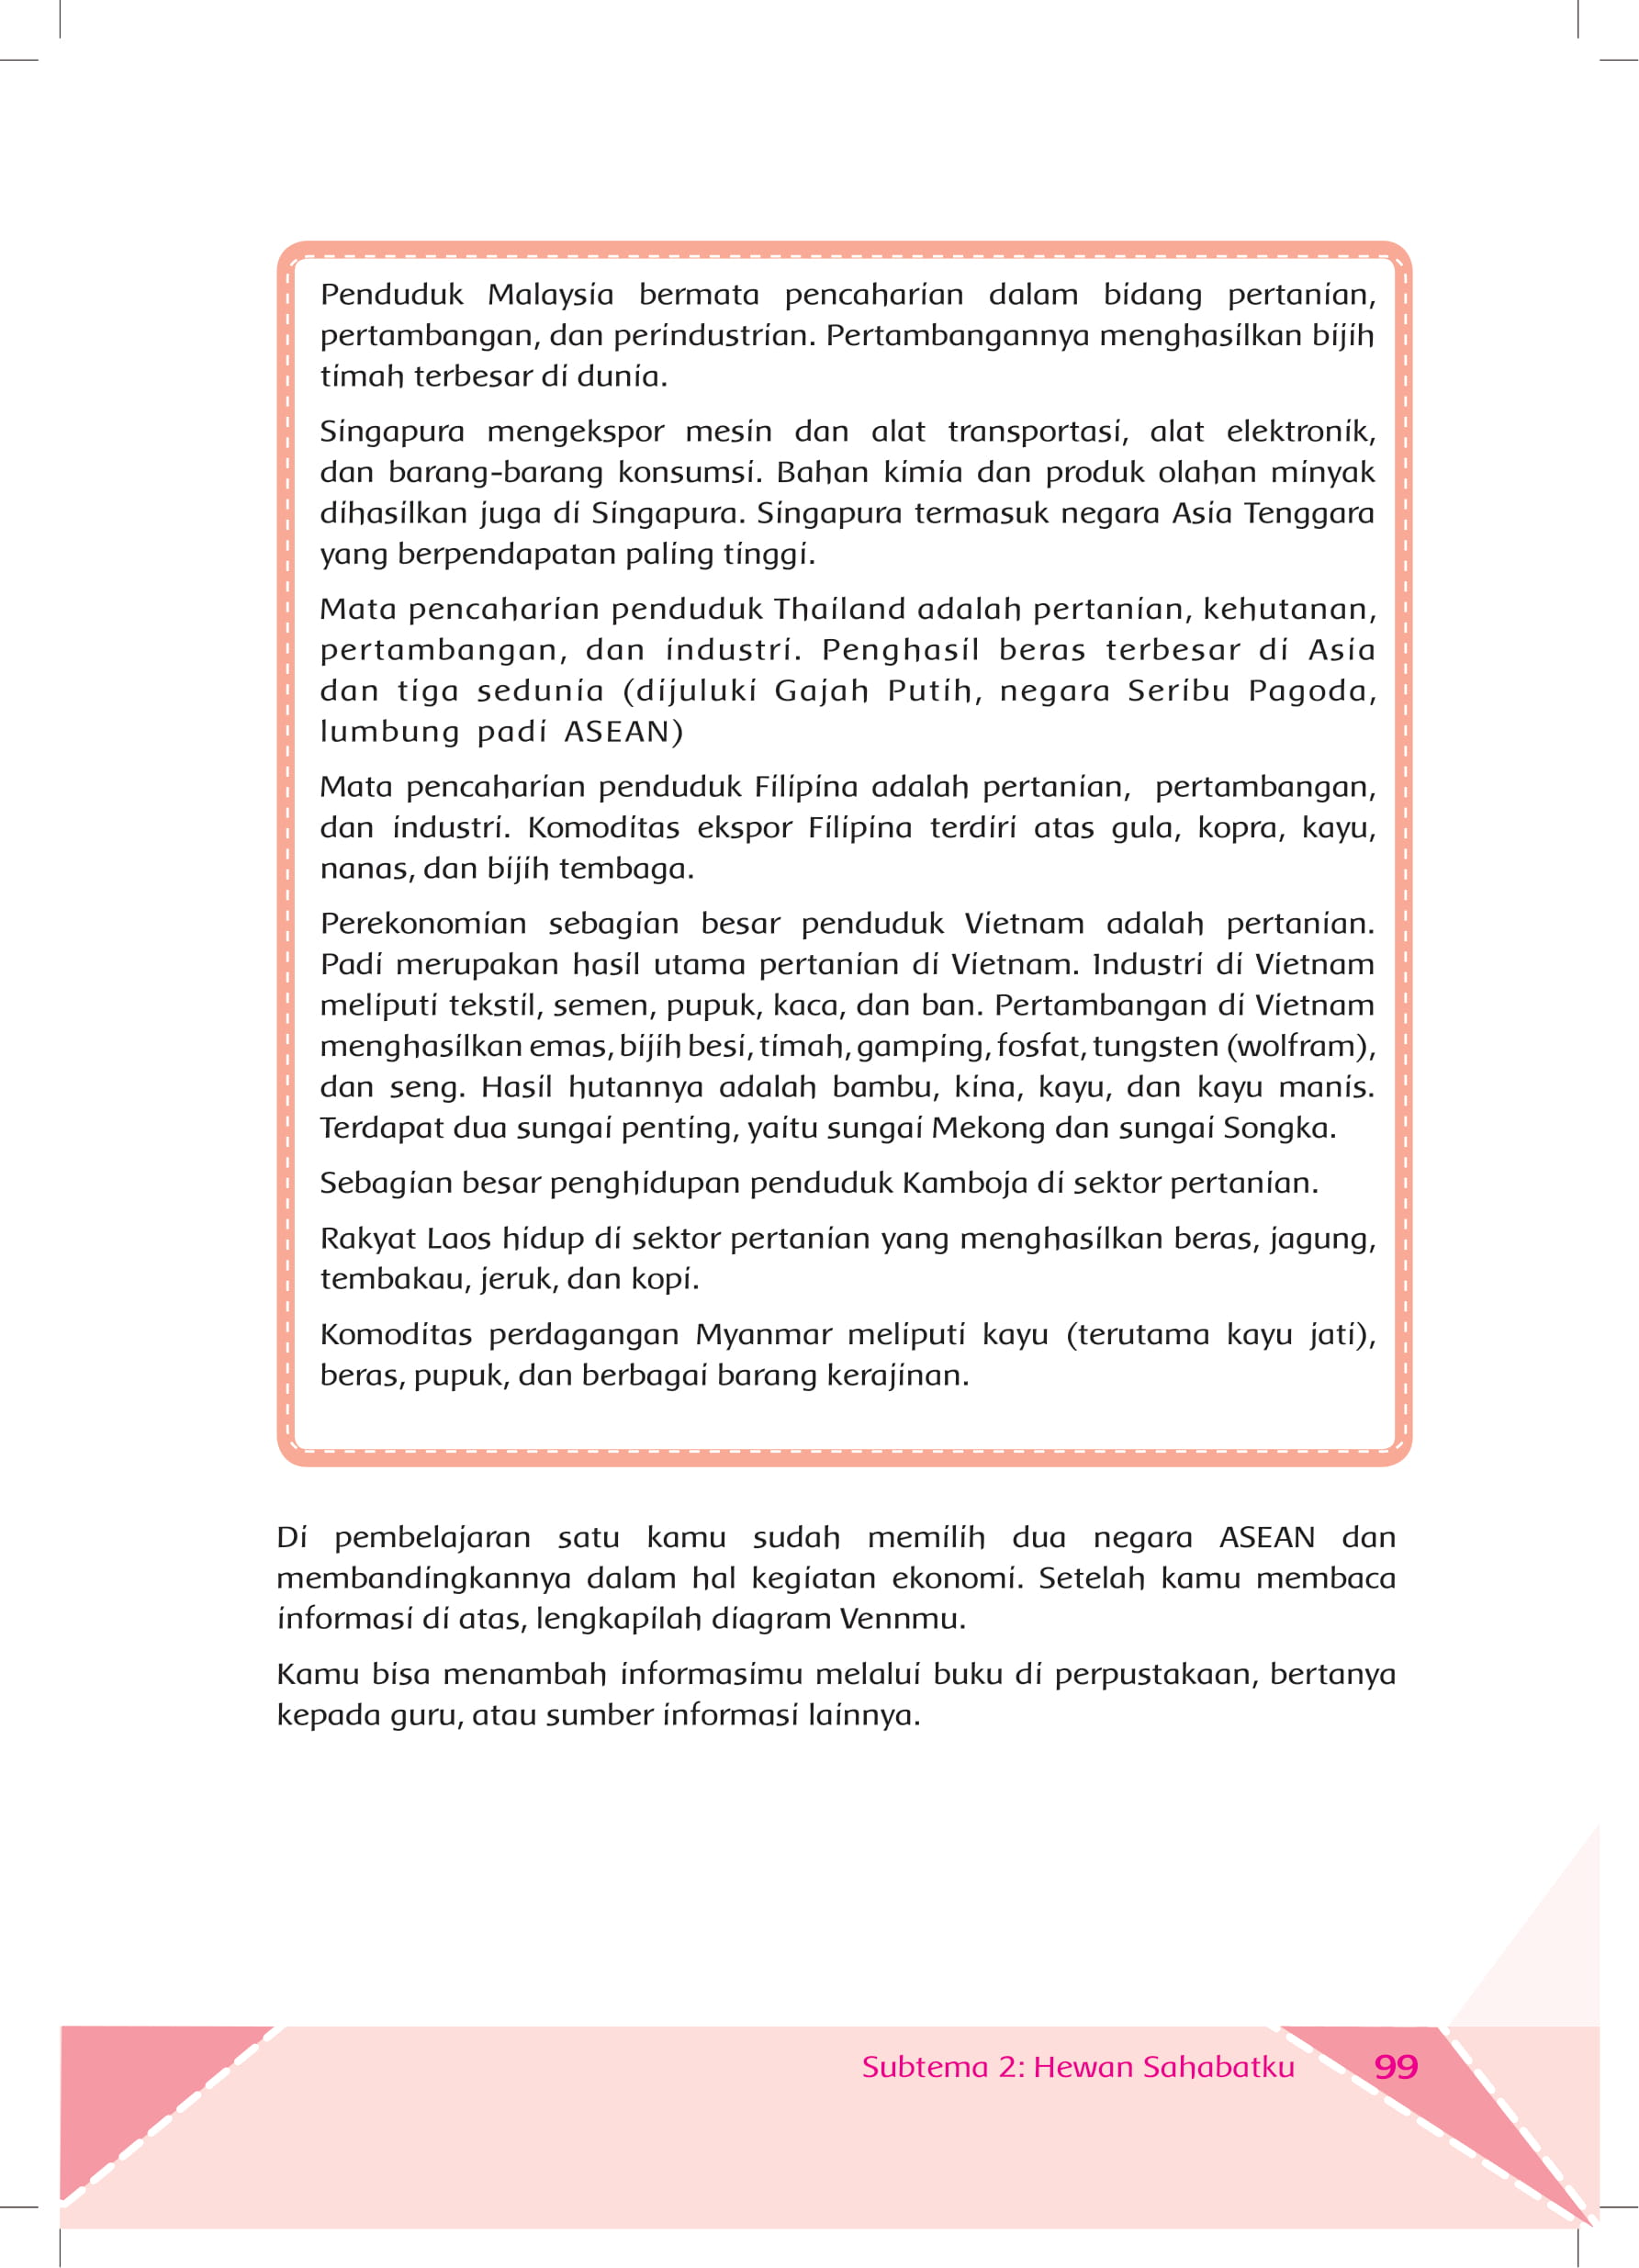 Penduduk Malaysia bermata pencaharian dalam bidang pertanian,
pertambangan, dan perindustrian. Pertambangannya menghasilkan bijih
timah terbesar di dunia.
Singapura mengekspor mesin dan alat transportasi, alat elektronik,
dan barang-barang konsumsi. Bahan kimia dan produk olahan minyak
dihasilkan juga di Singapura. Singapura termasuk negara Asia Tenggara
yang berpendapatan paling tinggi.
Mata pencaharian penduduk Thailand adalah pertanian, kehutanan,
pertambangan, dan industri. Penghasil beras terbesar di Asia
dan tiga sedunia (dijuluki Gajah Putih, negara Seribu Pagoda,
lumbung padi ASEAN)
Mata pencaharian penduduk Filipina adalah pertanian, pertambangan,
dan industri. Komoditas ekspor Filipina terdiri atas gula, kopra, kayu,
nanas, dan bijih tembaga.
Perekonomian sebagian besar penduduk Vietnam adalah pertanian.
Padi merupakan hasil utama pertanian di Vietnam. Industri di Vietnam
meliputi tekstil, semen, pupuk, kaca, dan ban. Pertambangan di Vietnam
menghasilkan emas, bijih besi, timah, gamping, fosfat, tungsten (wolfram),
dan seng. Hasil hutannya adalah bambu, kina, kayu, dan kayu manis.
Terdapat dua sungai penting, yaitu sungai Mekong dan sungai Songka.
Sebagian besar penghidupan penduduk Kamboja di sektor pertanian.
Rakyat Laos hidup di sektor pertanian yang menghasilkan beras, jagung,
tembakau, jeruk, dan kopi.
Komoditas perdagangan Myanmar meliputi kayu (terutama kayu jati),
beras, pupuk, dan berbagai barang kerajinan.
Di pembelajaran satu kamu sudah memilih dua negara ASEAN dan
membandingkannya dalam hal kegiatan ekonomi. Setelah kamu membaca
informasi di atas, lengkapilah diagram Vennmu.
Kamu bisa menambah informasimu melalui buku di perpustakaan, bertanya
kepada guru, atau sumber informasi lainnya.
Subtema 2: Hewan Sahabatku 99